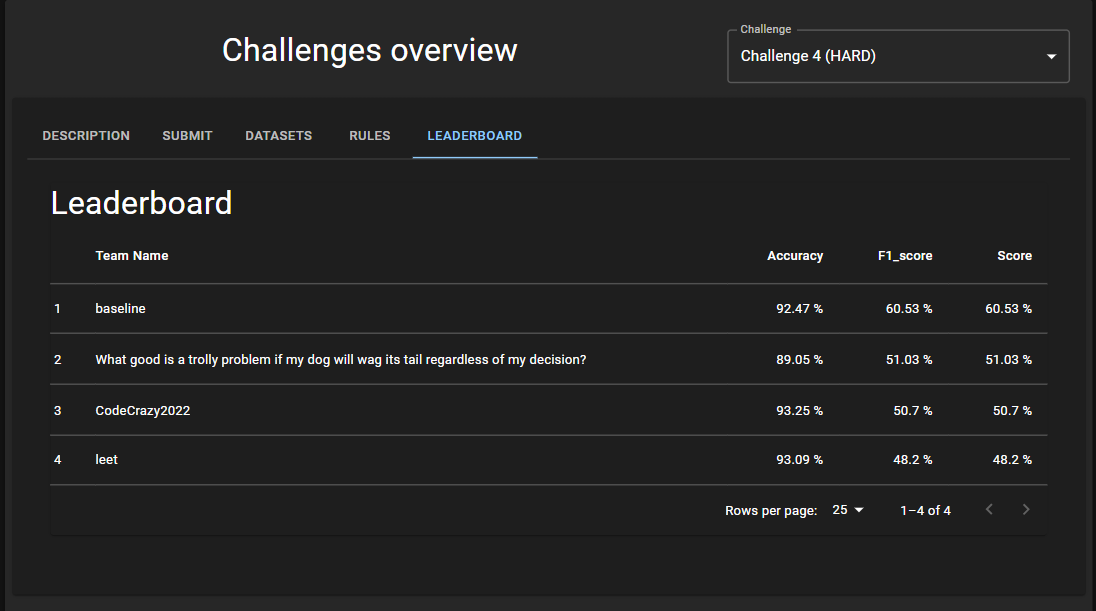 Challenges overview
Challenge
Challenge 4 (HARD)
DESCRIPTION SUBMIT DATASETS RULES LEADERBOARD
Leaderboard
Team Name Accuracy F1_score Score
1 baseline 92.47 % 60.53 % 60.53 %
2 What good is a trolly problem if my dog will wag its tail regardless of my decision? 89.05 % 51.03 % 51.03 %
3 CodeCrazy2022 93.25 % 50.7 % 50.7 %
4 leet 93.09 % 48.2 % 48.2 %
Rows per page: 25 1–4 of 4